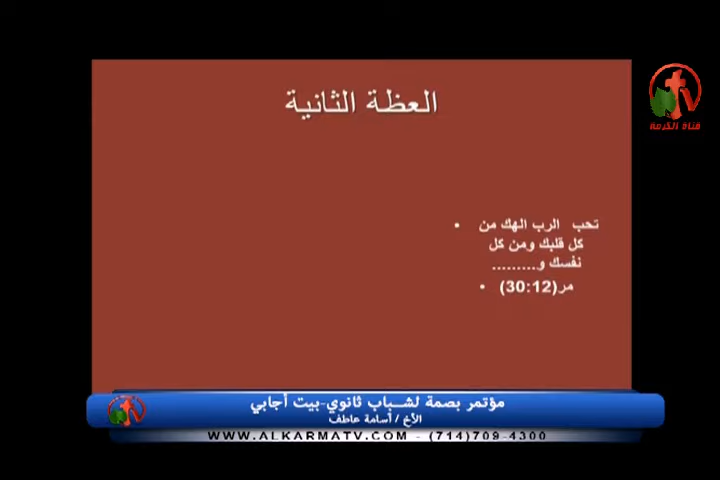 العظة الثانية
قناة الكرمة
• تحب الرب الهك من
كل قلبك ومن كل
نفسك و.........
• مر(30:12)
مؤتمر بصمة لشباب ثانوي-بيت أجابي
الأخ / أسامة عاطف
WWW.ALKARMATV.COM - (714)709-4300